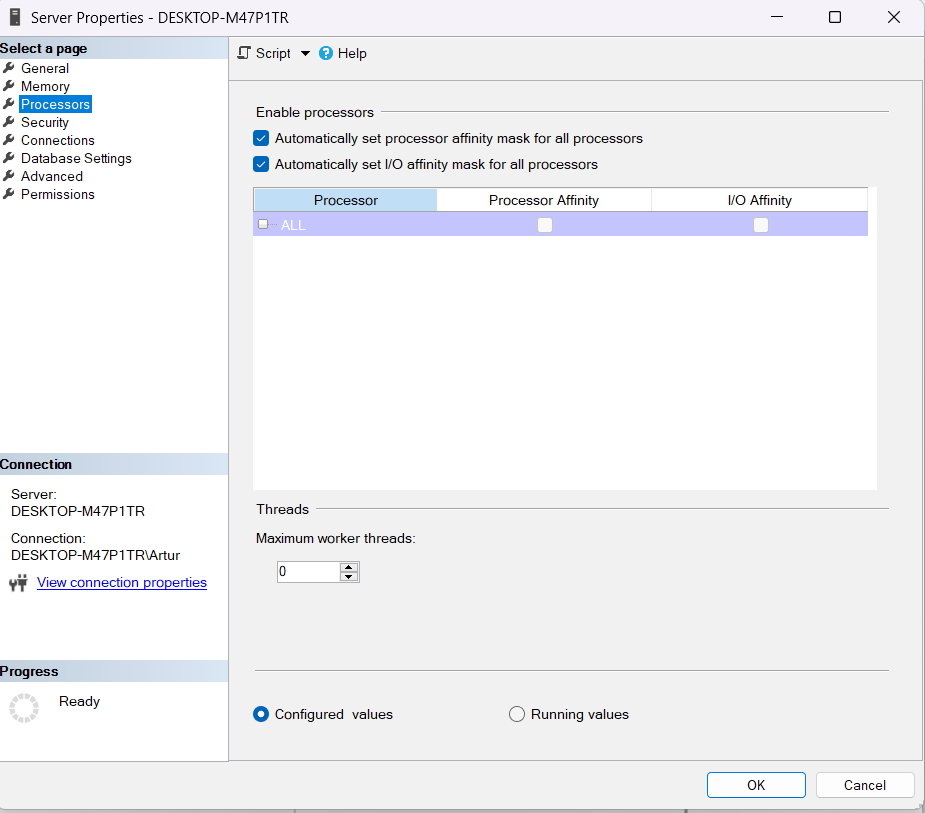 Server Properties - DESKTOP-M47P1TR
Select a page
General
Memory
Processors
Security
Connections
Database Settings
Advanced
Permissions
Connection
Server:
DESKTOP-M47P1TR
Connection:
DESKTOP-M47P1TR\Artur
View connection properties
Progress
Ready
Script Help
Enable processors
Automatically set processor affinity mask for all processors
Automatically set I/O affinity mask for all processors
Processor Processor Affinity I/O Affinity
ALL
Threads
Maximum worker threads:
0
Configured values Running values
OK Cancel